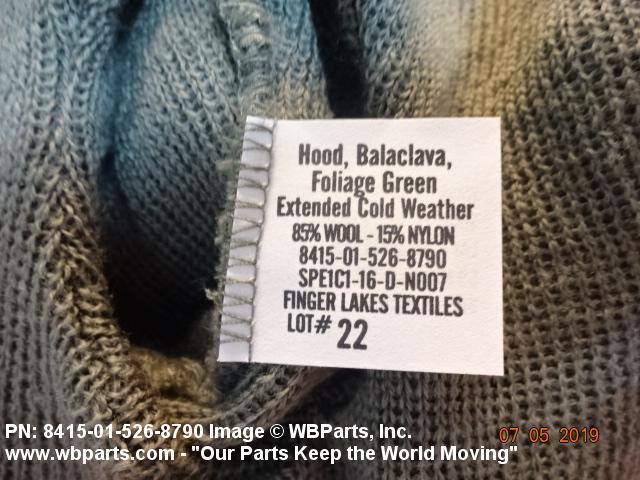 Hood, Balaclava,
Foliage Green
Extended Cold Weather
85% WOOL - 15% NYLON
8415-01-526-8790
SPE1C1-16-D-N007
FINGER LAKES TEXTILES
LOT# 22
PN: 8415-01-526-8790 Image © WBParts, Inc.
07 05 2019
www.wbparts.com - "Our Parts Keep the World Moving"